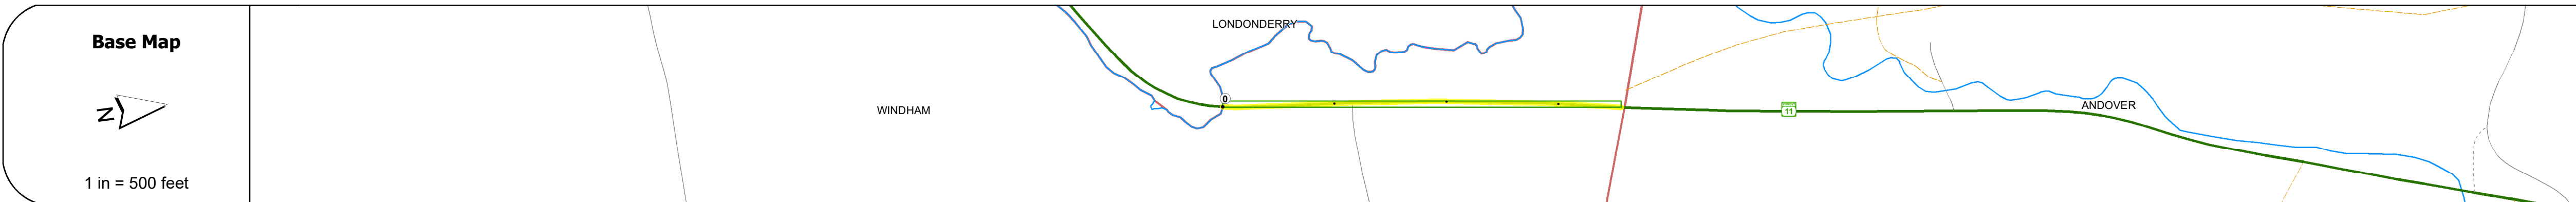 Base Map
N
1 in = 500 feet
LONDONDERRY
WINDHAM
0
11
ANDOVER